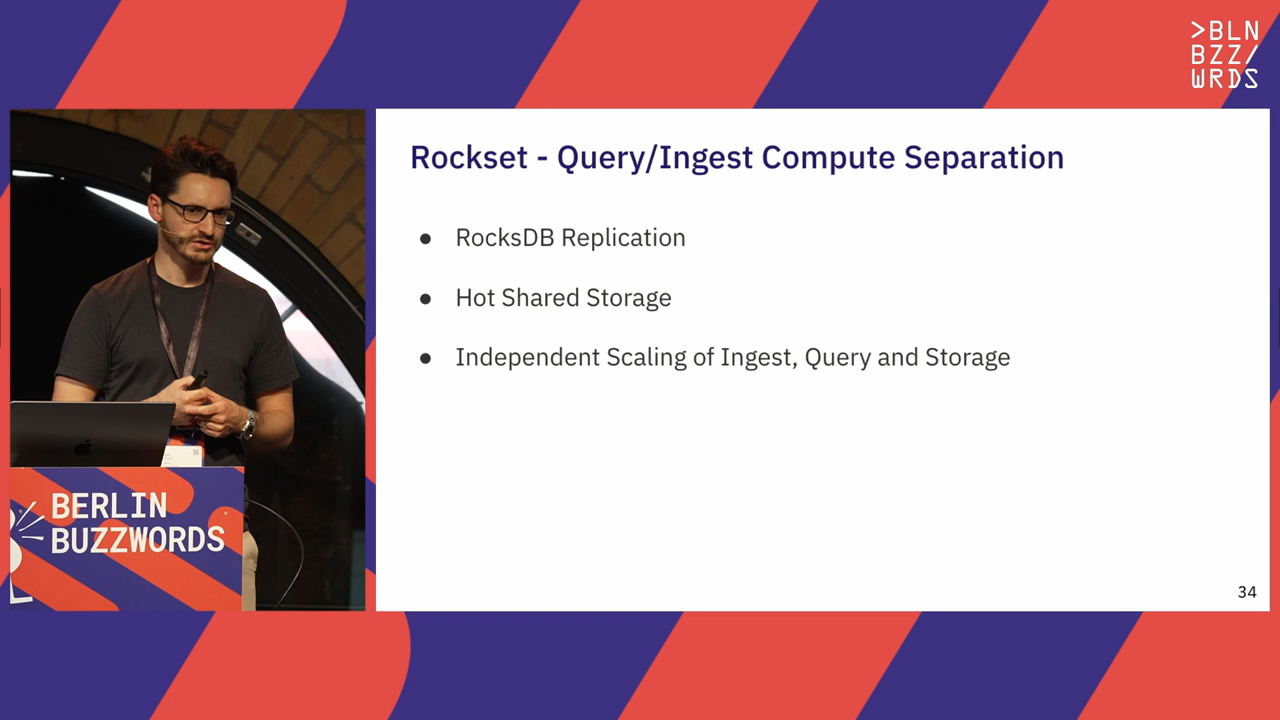 >BLN
BZZ/
WRDS
Rockset - Query/Ingest Compute Separation
● RocksDB Replication
● Hot Shared Storage
● Independent Scaling of Ingest, Query and Storage
34
BERLIN
BUZZWORDS